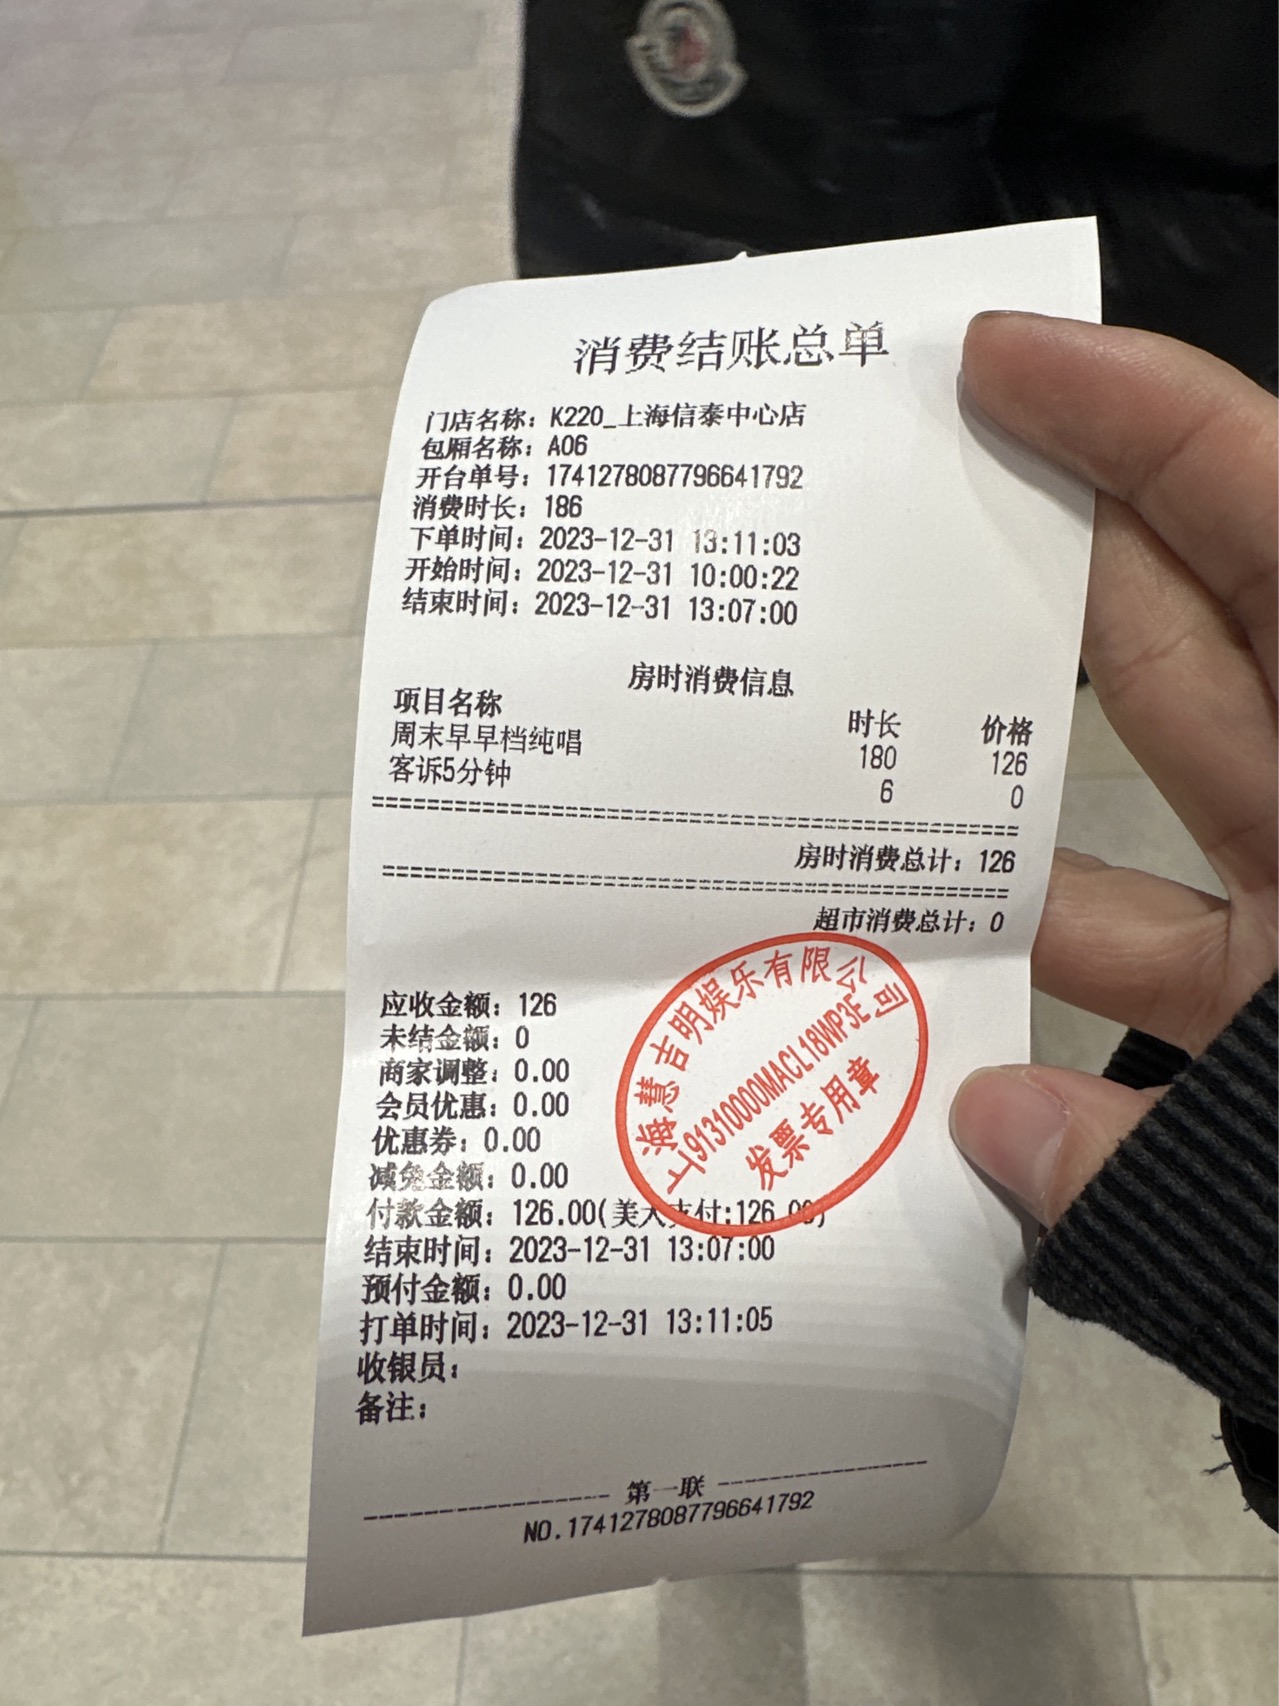 消费结账总单
门店名称：K220_上海信泰中心店
包厢名称：A06
开台单号：1741278087796641792
消费时长：186
下单时间：2023-12-31 13:11:03
开始时间：2023-12-31 10:00:22
结束时间：2023-12-31 13:07:00
房时消费信息
项目名称 时长 价格
周末早早档纯唱 180 126
客诉5分钟 6 0
房时消费总计：126
超市消费总计：0
上海慧吉明娱乐有限公司
91310000MACL18WP3E
发票专用章
应收金额：126
未结金额：0
商家调整：0.00
会员优惠：0.00
优惠券：0.00
减免金额：0.00
付款金额：126.00(美大支付:126.00)
结束时间：2023-12-31 13:07:00
预付金额：0.00
打单时间：2023-12-31 13:11:05
收银员：
备注：
第一联
NO.1741278087796641792